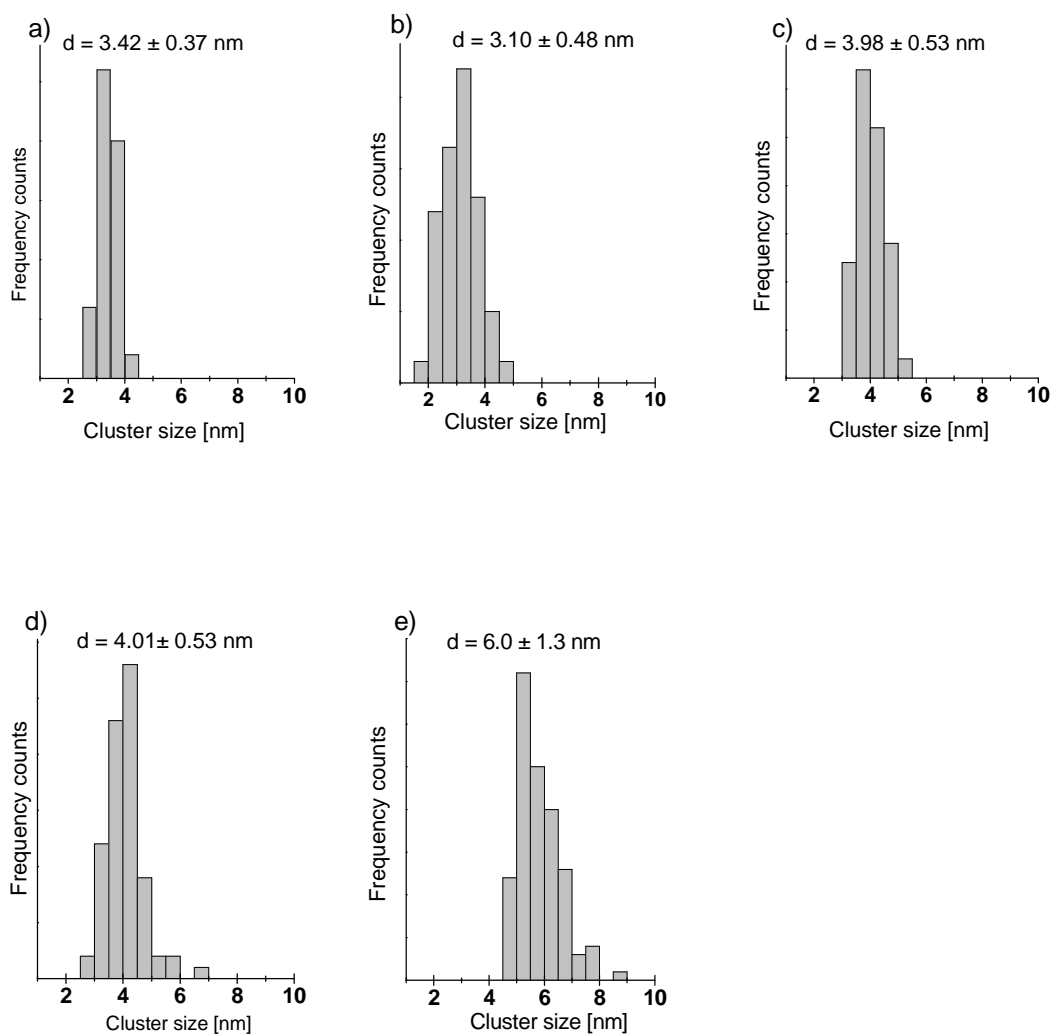 a)
d = 3.42 ± 0.37 nm
Frequency counts
2 4 6 8 10
Cluster size [nm]
b)
d = 3.10 ± 0.48 nm
Frequency counts
2 4 6 8 10
Cluster size [nm]
c)
d = 3.98 ± 0.53 nm
Frequency counts
2 4 6 8 10
Cluster size [nm]
d)
d = 4.01± 0.53 nm
Frequency counts
2 4 6 8 10
Cluster size [nm]
e)
d = 6.0 ± 1.3 nm
Frequency counts
2 4 6 8 10
Cluster size [nm]